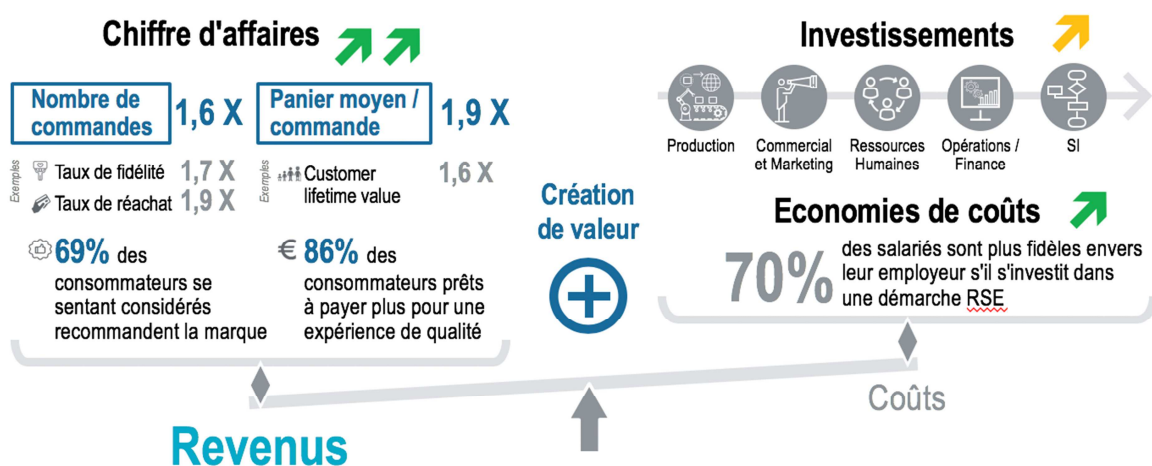 Chiffre d'affaires
Nombre de
commandes
1,6 X
Panier moyen /
commande
1,9 X
Exemples
Taux de fidélité
1,7 X
Taux de réachat
1,9 X
Exemples
Customer
lifetime value
1,6 X
69% des
consommateurs se
sentant considérés
recommandent la marque
€ 86% des
consommateurs prêts
à payer plus pour une
expérience de qualité
Création
de valeur
Investissements
Production
Commercial
et Marketing
Ressources
Humaines
Opérations /
Finance
SI
Economies de coûts
70%
des salariés sont plus fidèles envers
leur employeur s'il s'investit dans
une démarche RSE
Revenus
Coûts